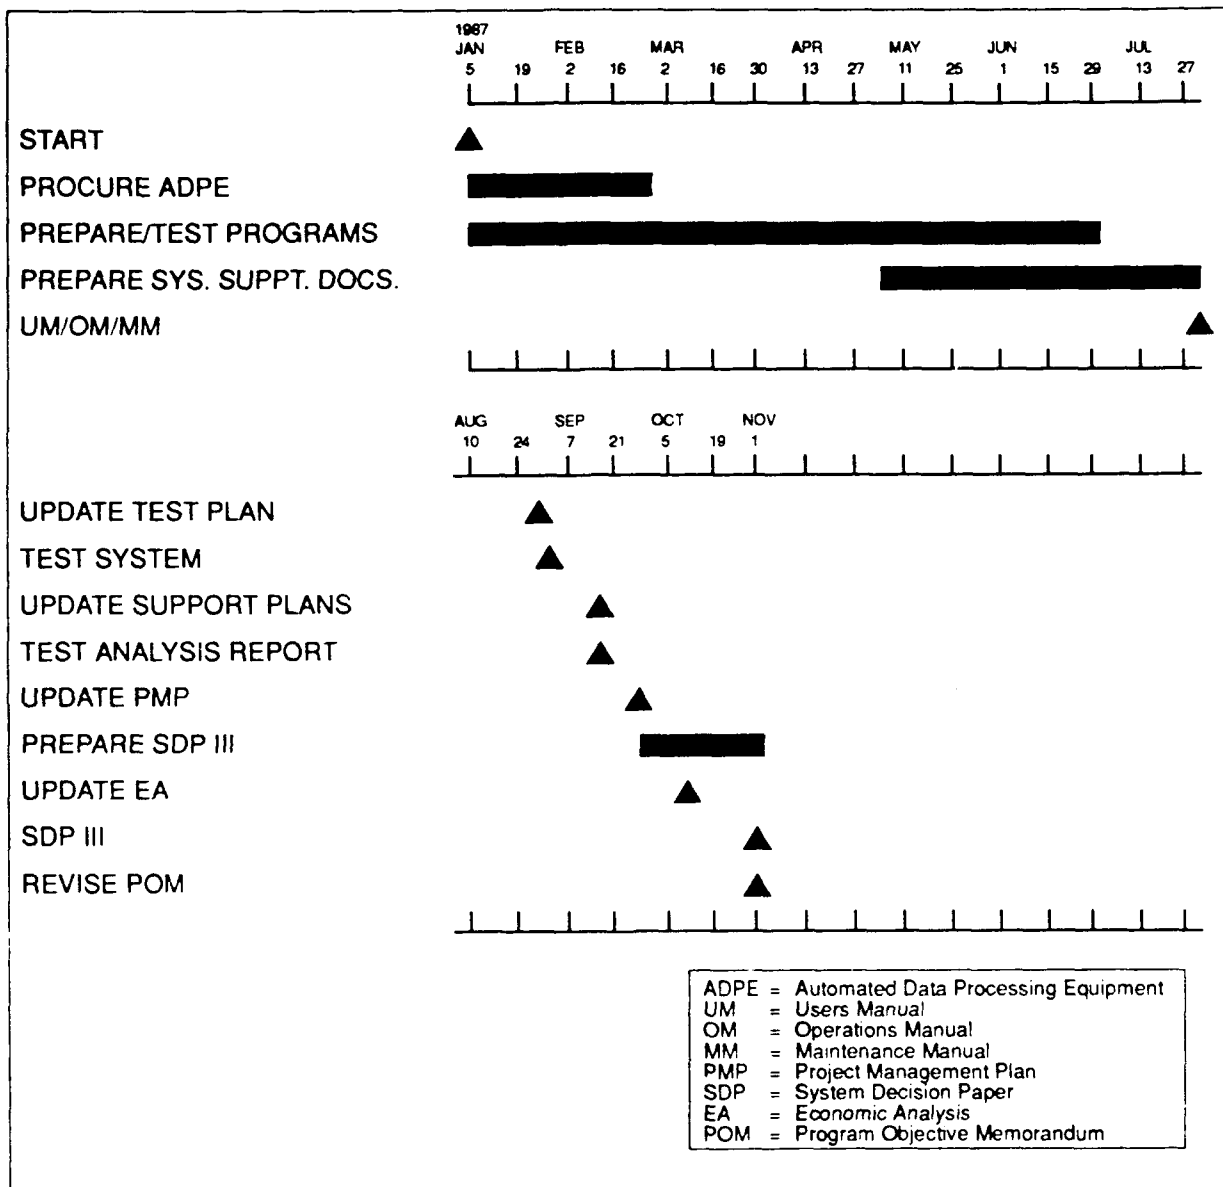 1987
JAN FEB MAR APR MAY JUN JUL
5 19 2 16 2 16 30 13 27 11 25 1 15 29 13 27
START
PROCURE ADPE
PREPARE/TEST PROGRAMS
PREPARE SYS. SUPPT. DOCS.
UM/OM/MM
AUG SEP OCT NOV
10 24 7 21 5 19 1
UPDATE TEST PLAN
TEST SYSTEM
UPDATE SUPPORT PLANS
TEST ANALYSIS REPORT
UPDATE PMP
PREPARE SDP III
UPDATE EA
SDP III
REVISE POM
ADPE = Automated Data Processing Equipment
UM = Users Manual
OM = Operations Manual
MM = Maintenance Manual
PMP = Project Management Plan
SDP = System Decision Paper
EA = Economic Analysis
POM = Program Objective Memorandum